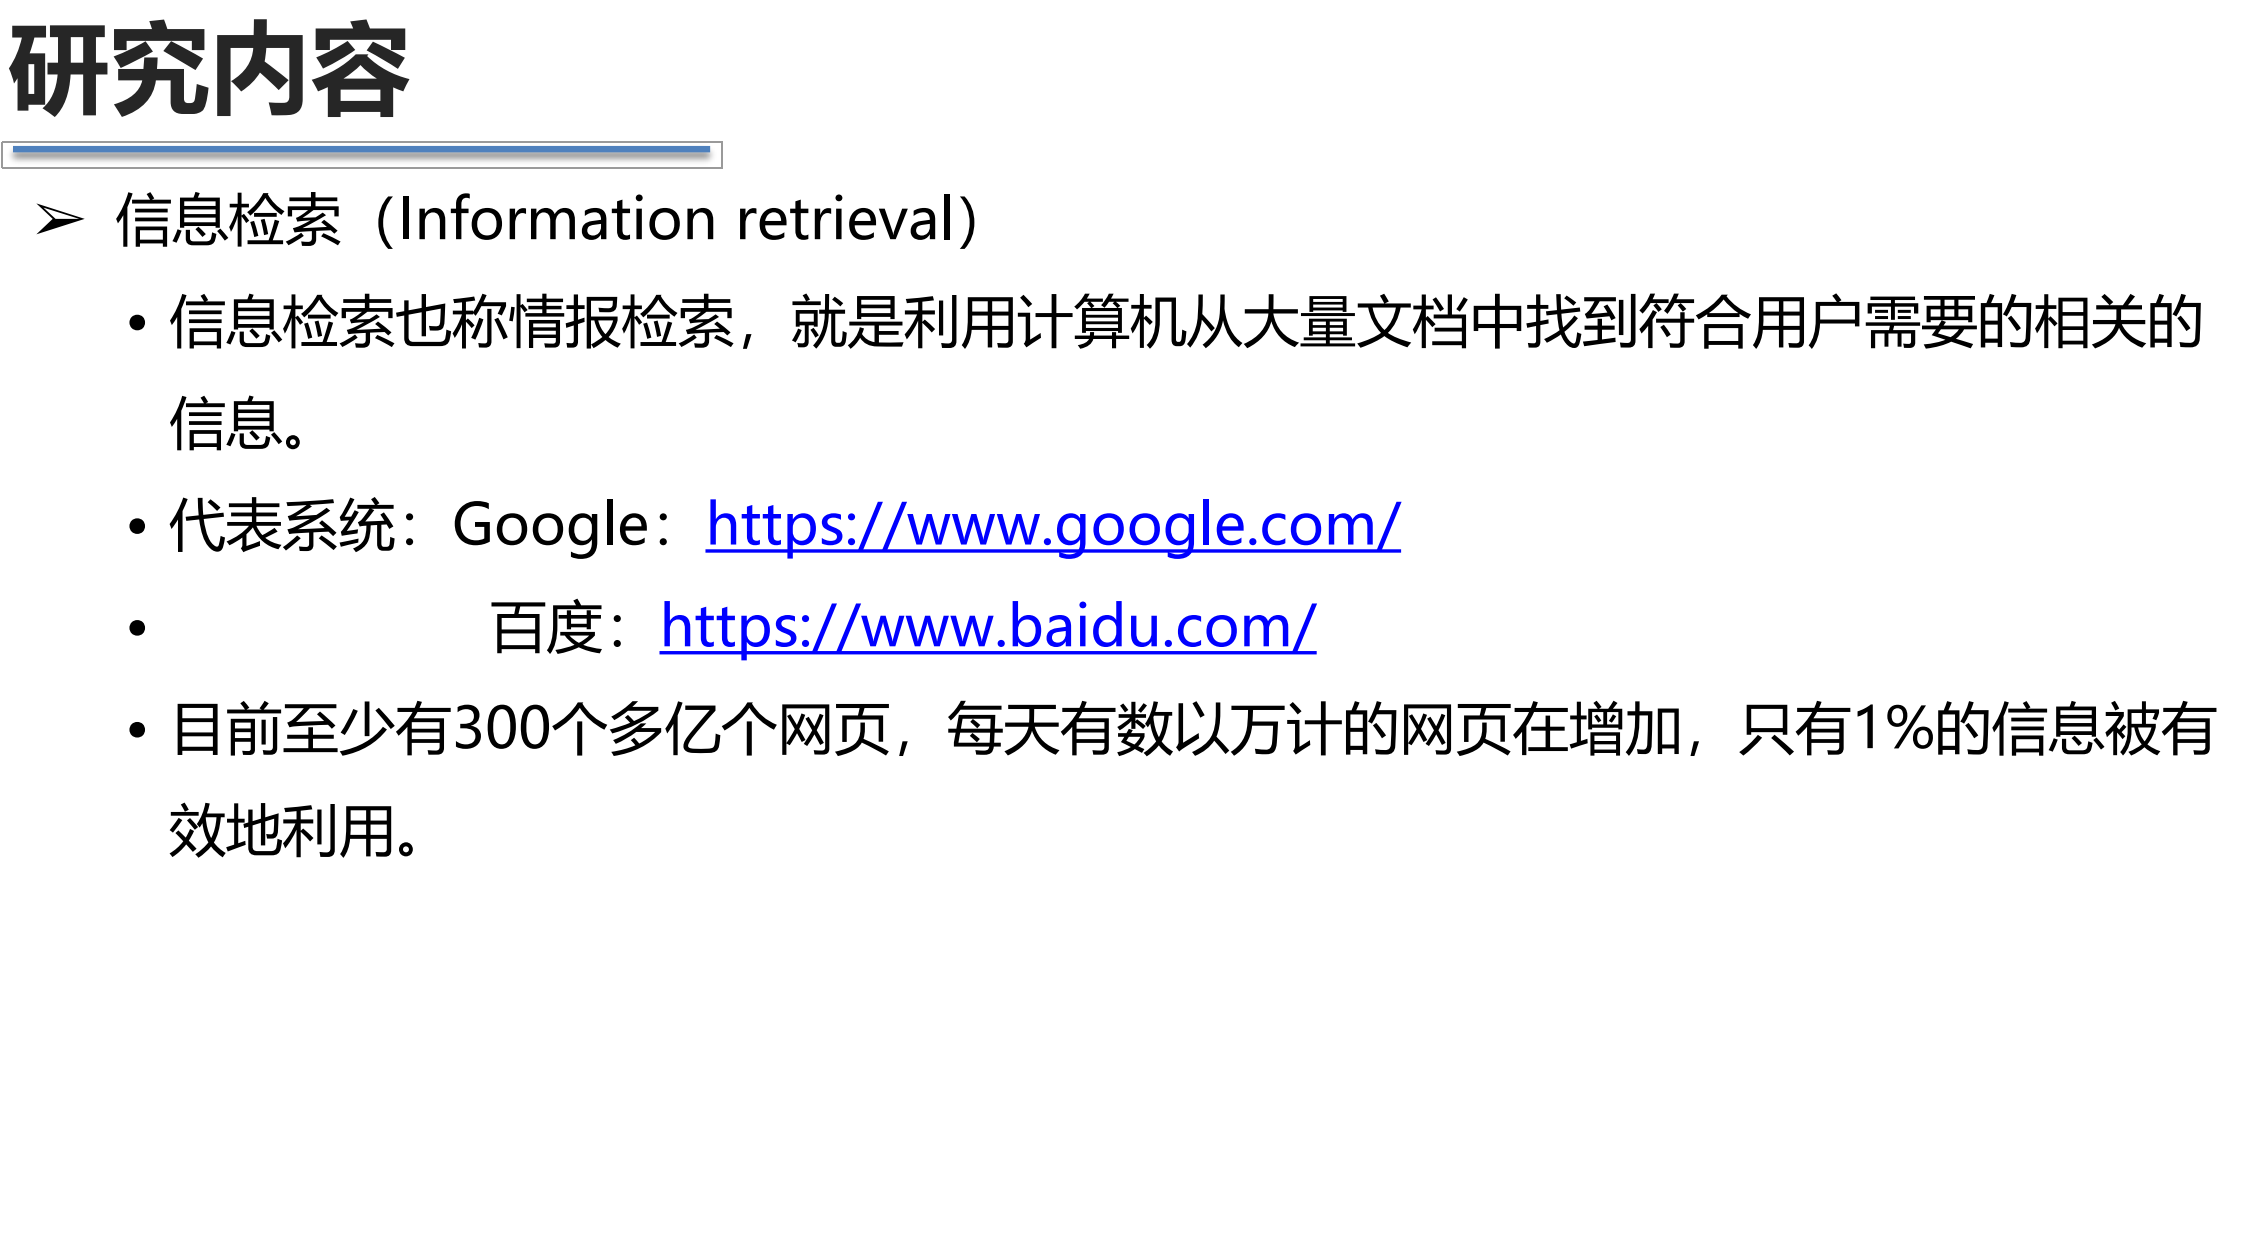 研究内容
➢ 信息检索（Information retrieval）
• 信息检索也称情报检索，就是利用计算机从大量文档中找到符合用户需要的相关的
信息。
• 代表系统：Google：https://www.google.com/
• 百度：https://www.baidu.com/
• 目前至少有300个多亿个网页，每天有数以万计的网页在增加，只有1%的信息被有
效地利用。